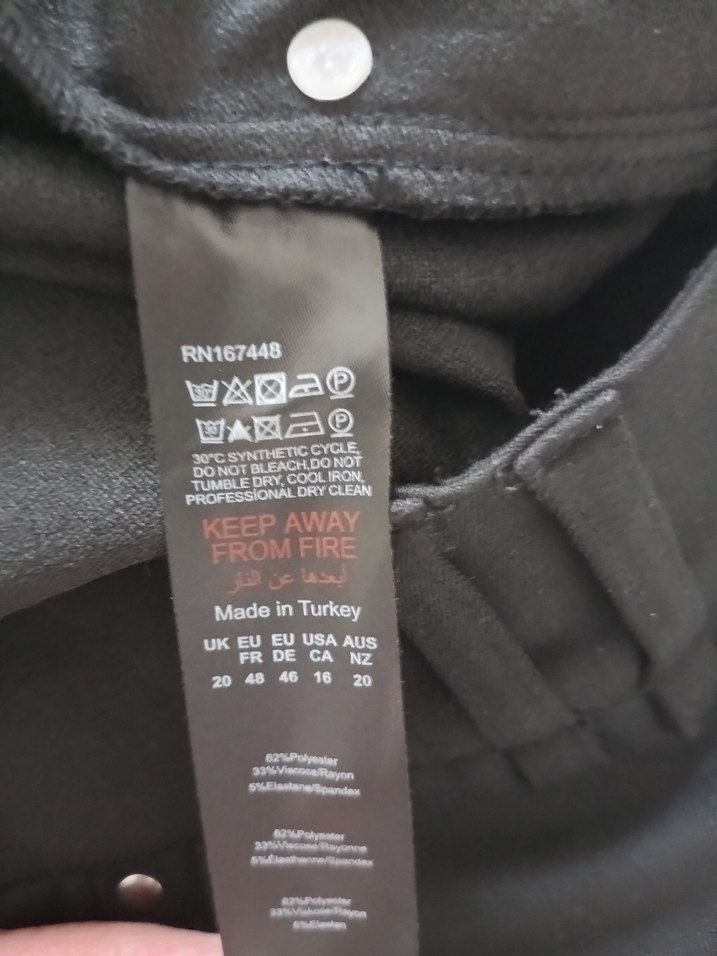 RN167448
30°C SYNTHETIC CYCLE,
DO NOT BLEACH,DO NOT
TUMBLE DRY, COOL IRON,
PROFESSİONAL DRY CLEAN
KEEP AWAY
FROM FIRE
أبعدها عن النار
Made in Turkey
UK EU EU USA AUS
FR DE CA NZ
20 48 46 16 20
62%Polyester
33%Viscose/Rayon
5%Elastane/Spandex
62%Polyester
33%Viscose/Rayonne
5%Élasthanne/Spandex
62%Polyester
33%Viskose/Rayon
5%Elastan